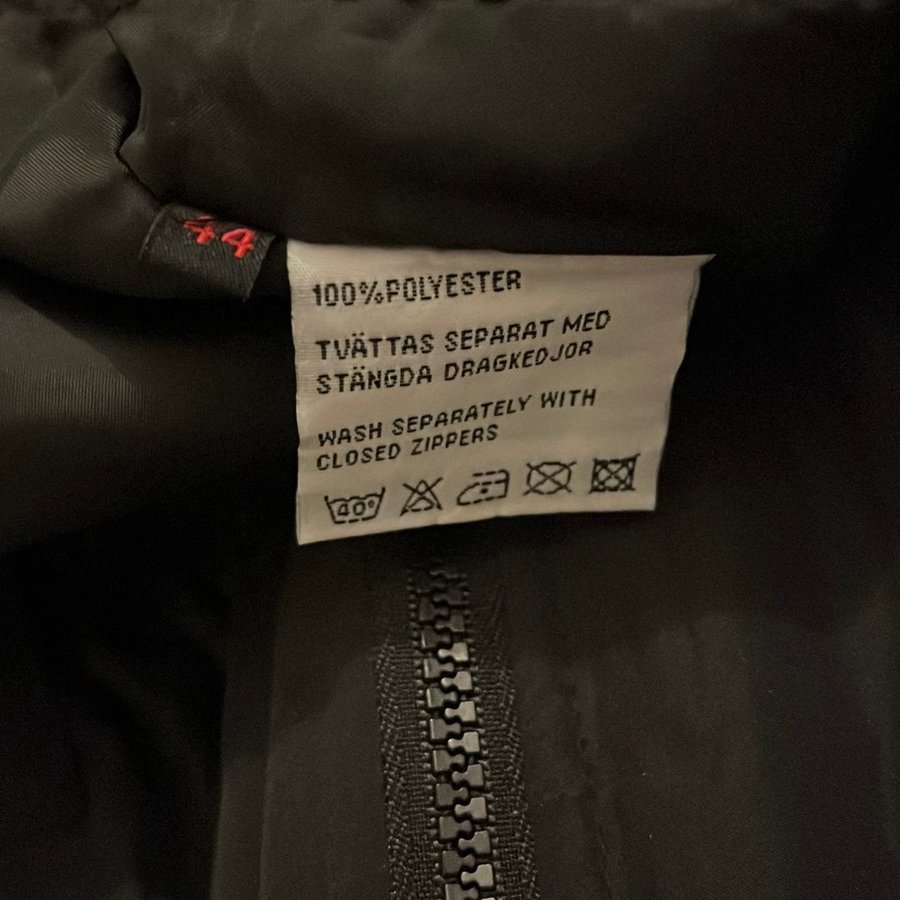 44
100%POLYESTER
TVÄTTAS SEPARAT MED
STÄNGDA DRAGKEDJOR
WASH SEPARATELY WITH
CLOSED ZIPPERS
40°